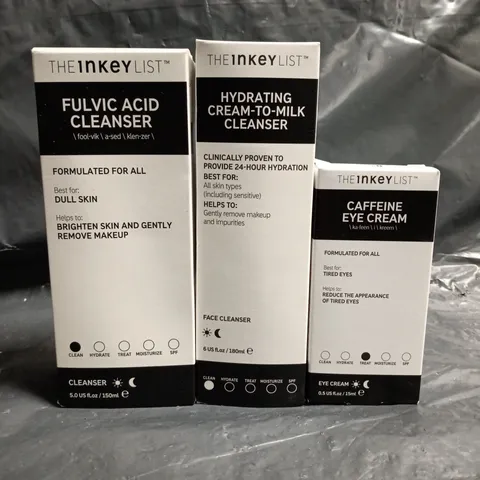 THE INKEY LIST™
FULVIC ACID
CLEANSER
\ fool-vik \ a-sed \ klen-zer \
FORMULATED FOR ALL
Best for:
DULL SKIN
Helps to:
BRIGHTEN SKIN AND GENTLY
REMOVE MAKEUP
CLEAN HYDRATE TREAT MOISTURIZE SPF
CLEANSER
5.0 US fl.oz / 150ml ℮
THE INKEY LIST™
HYDRATING
CREAM-TO-MILK
CLEANSER
CLINICALLY PROVEN TO
PROVIDE 24-HOUR HYDRATION
BEST FOR:
All skin types
(including sensitive)
HELPS TO:
Gently remove makeup
and impurities
FACE CLEANSER
6 US fl.oz / 180ml ℮
CLEAN HYDRATE TREAT MOISTURIZE SPF
THE INKEY LIST™
CAFFEINE
EYE CREAM
\ ka feen \ i \ kreem \
FORMULATED FOR ALL
Best for:
TIRED EYES
Helps to:
REDUCE THE APPEARANCE
OF TIRED EYES
CLEAN HYDRATE TREAT MOISTURIZE SPF
EYE CREAM
0.5 US fl.oz / 15ml ℮